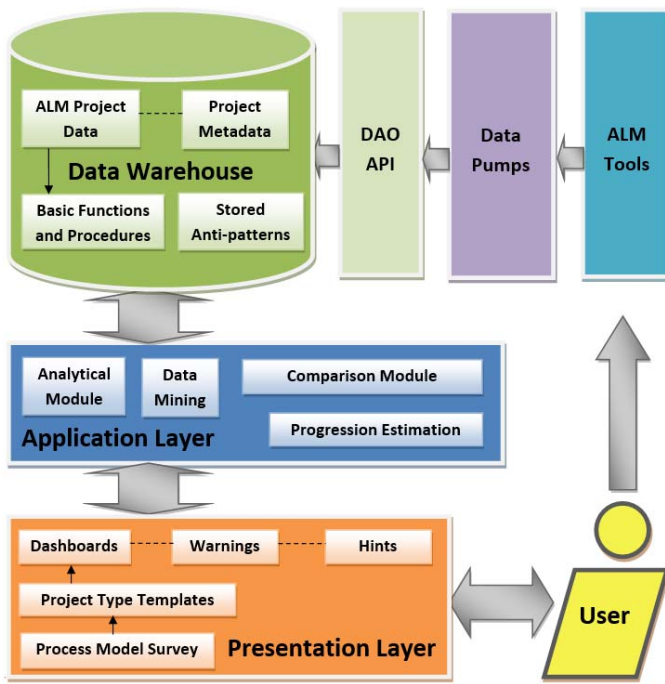 ALM Project
Data
Project
Metadata
Data Warehouse
Basic Functions
and Procedures
Stored
Anti-patterns
DAO
API
Data
Pumps
ALM
Tools
Analytical
Module
Data
Mining
Comparison Module
Progression Estimation
Application Layer
Dashboards
Warnings
Hints
Project Type Templates
Process Model Survey
Presentation Layer
User